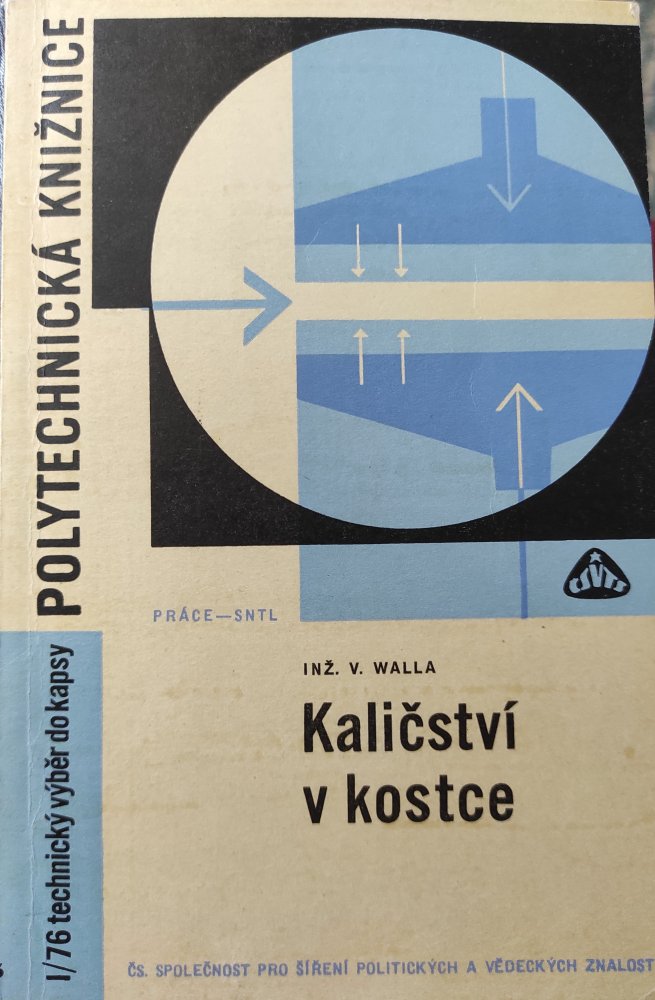 POLYTECHNICKÁ KNIŽNICE
I/76 technický výběr do kapsy
ČSVTS
PRÁCE—SNTL
INŽ. V. WALLA
Kaličství
v kostce
ČS. SPOLEČNOST PRO ŠÍŘENÍ POLITICKÝCH A VĚDECKÝCH ZNALOST